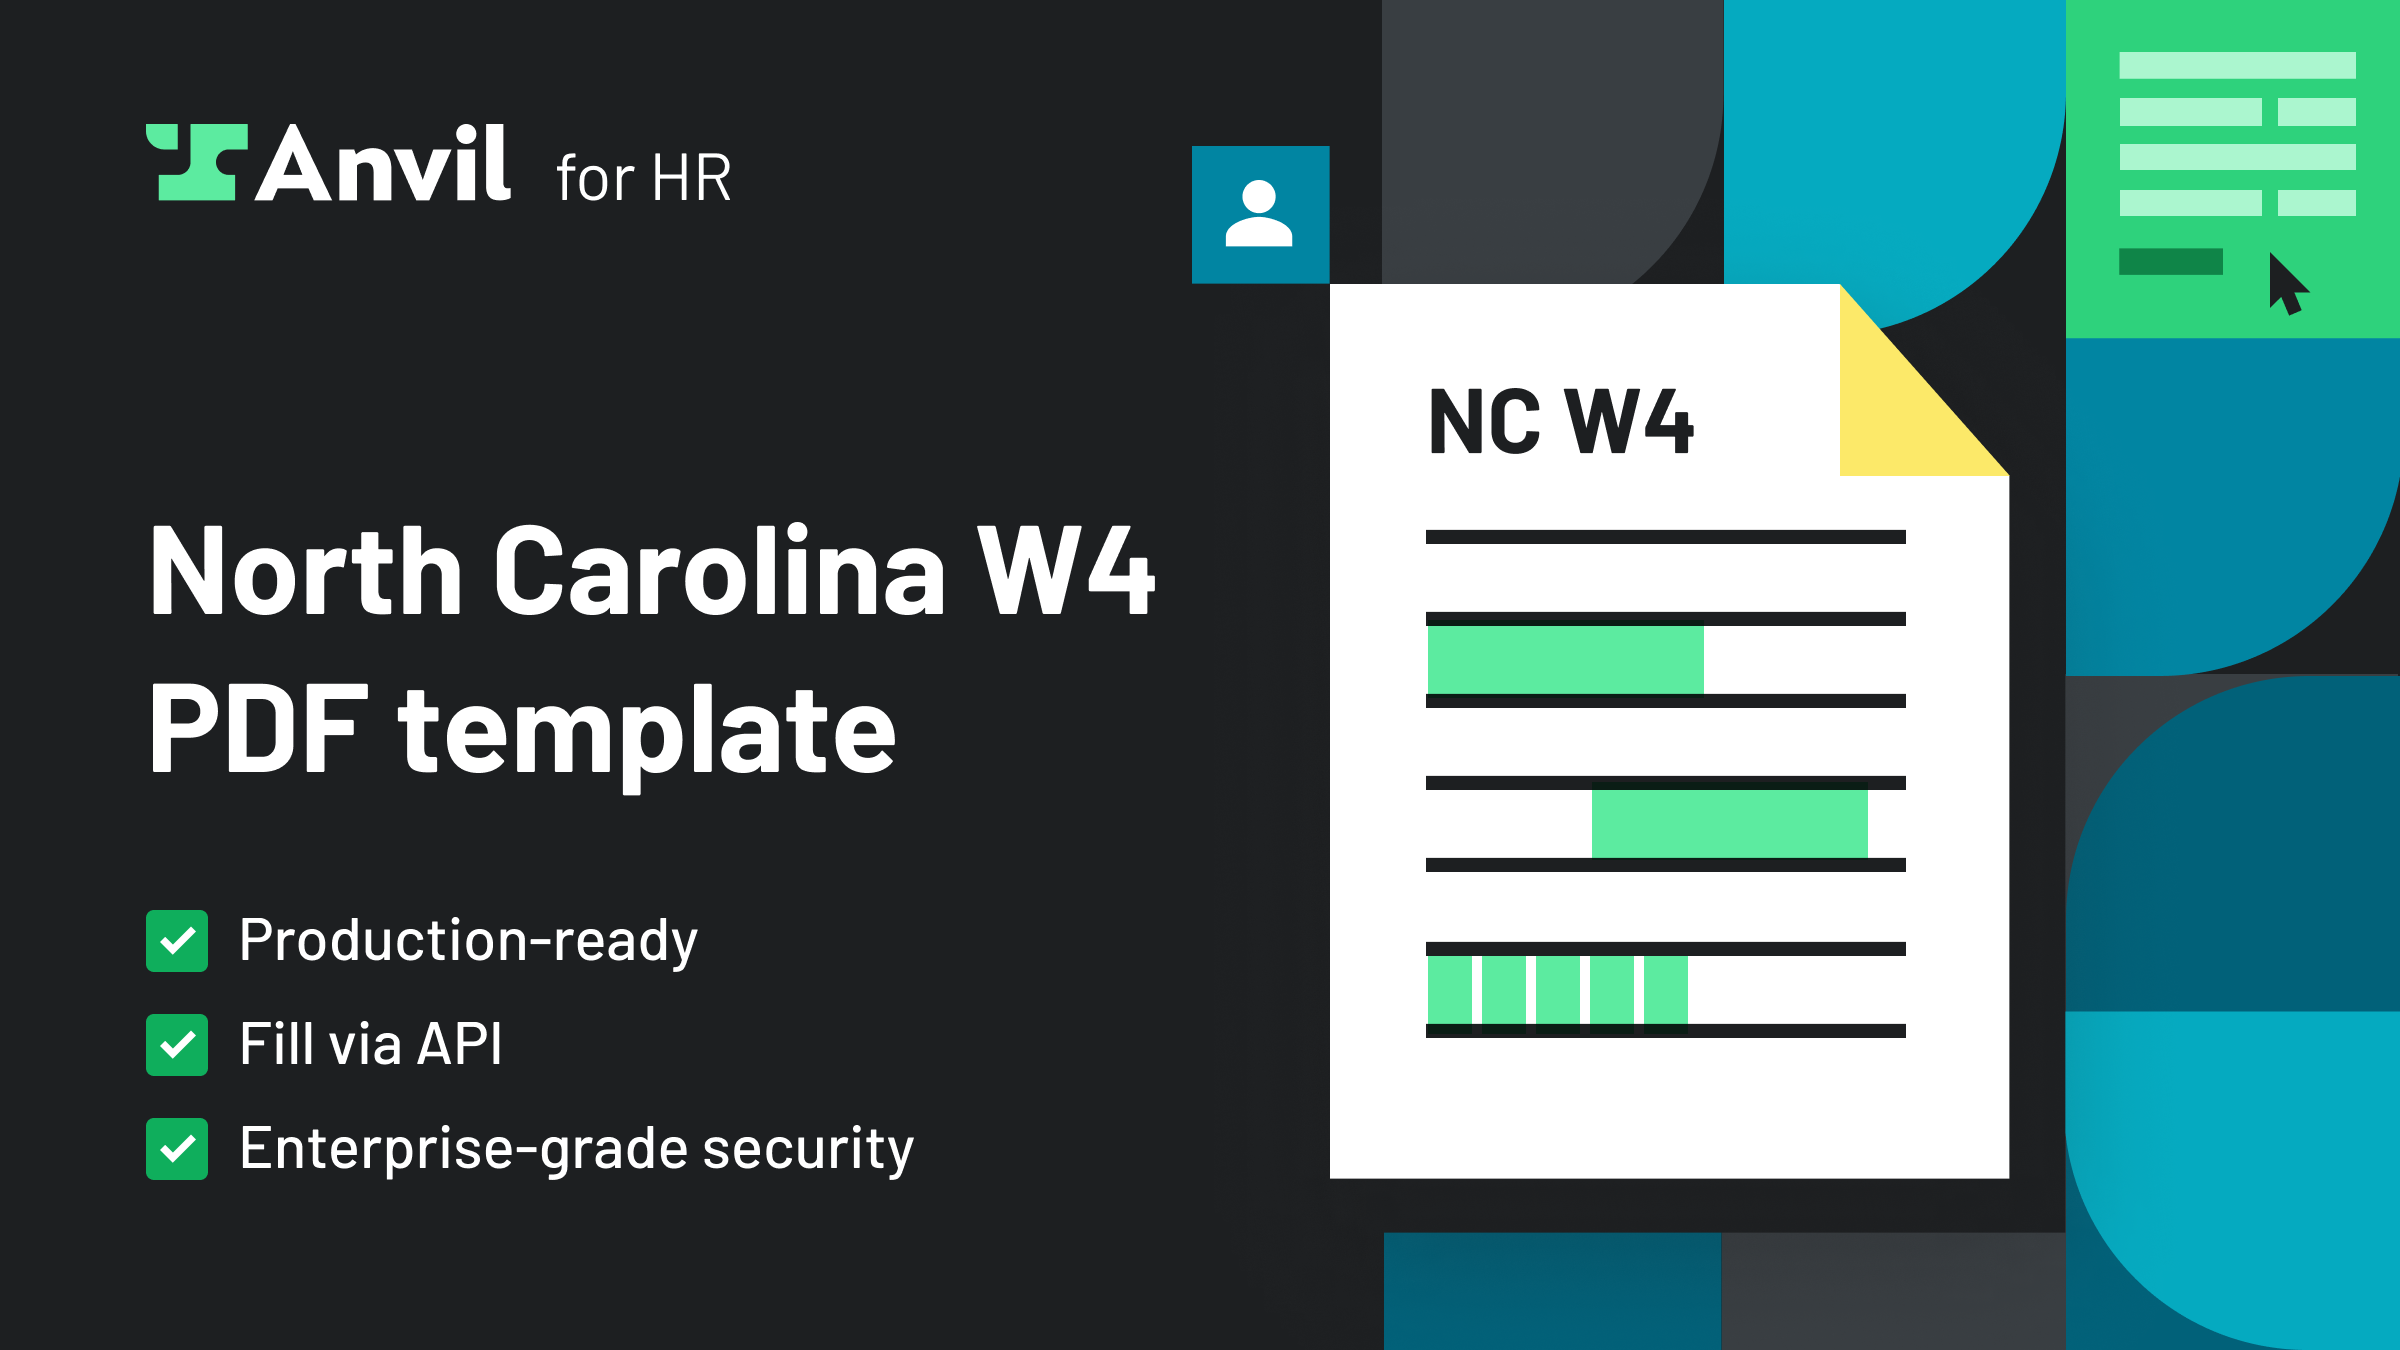 Anvil for HR
North Carolina W4
PDF template
Production-ready
Fill via API
Enterprise-grade security
NC W4